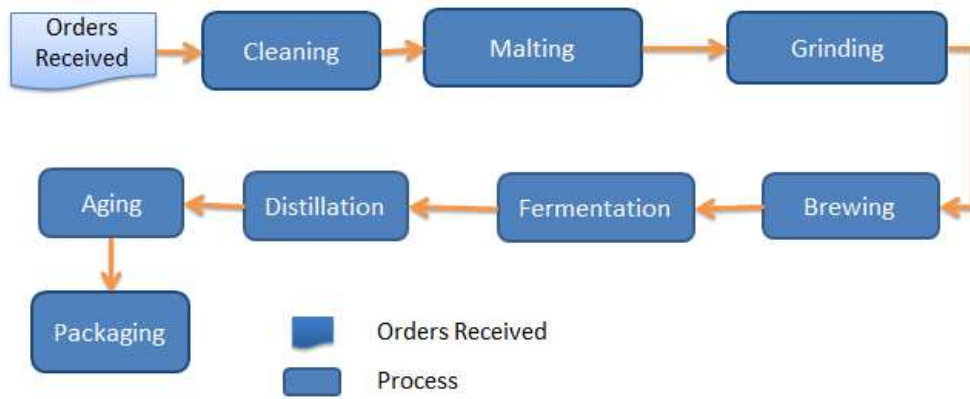 Orders
Received
Cleaning
Malting
Grinding
Brewing
Fermentation
Distillation
Aging
Packaging
Orders Received
Process